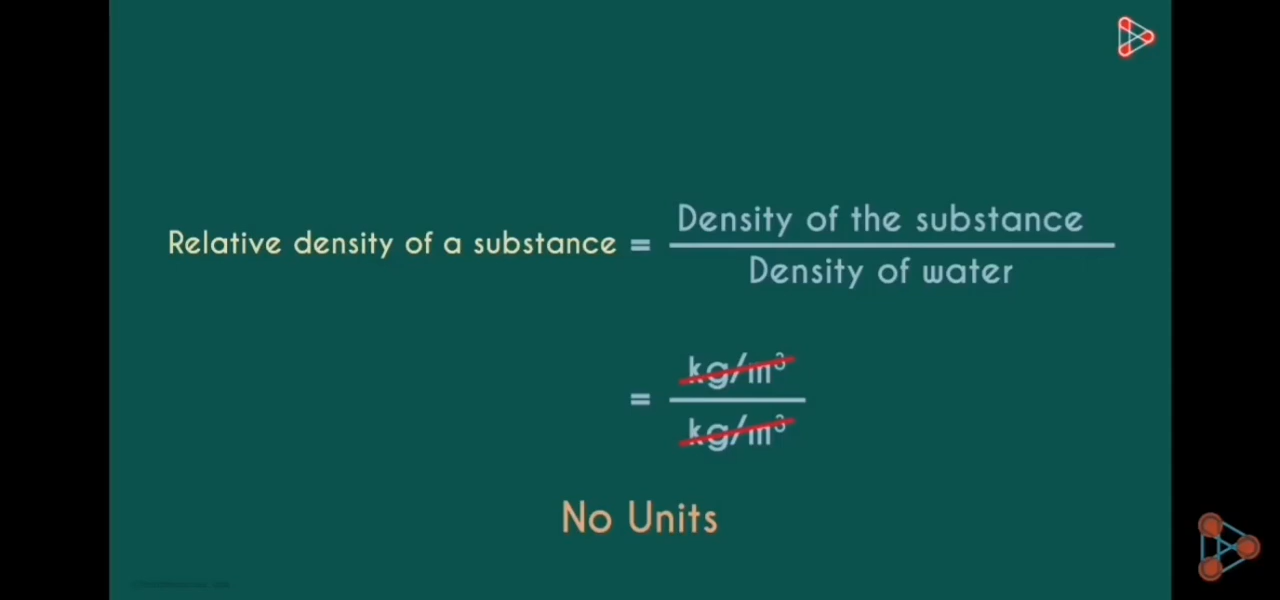 Relative density of a substance = Density of the substance
Density of water
= kg/m³
kg/m³
No Units